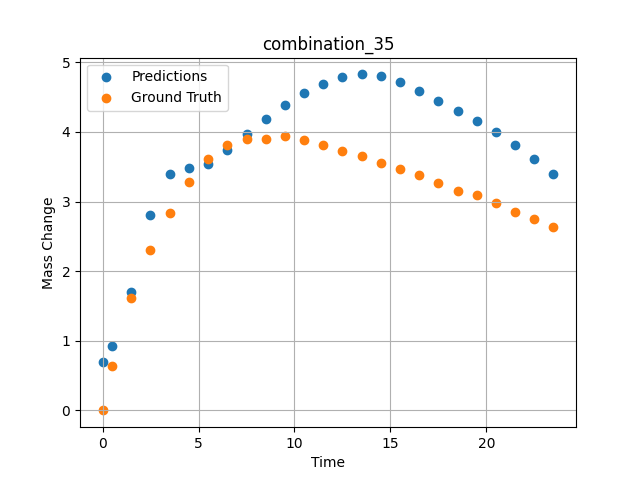 combination_35
Predictions
Ground Truth
Mass Change
5
4
3
2
1
0
0 5 10 15 20
Time